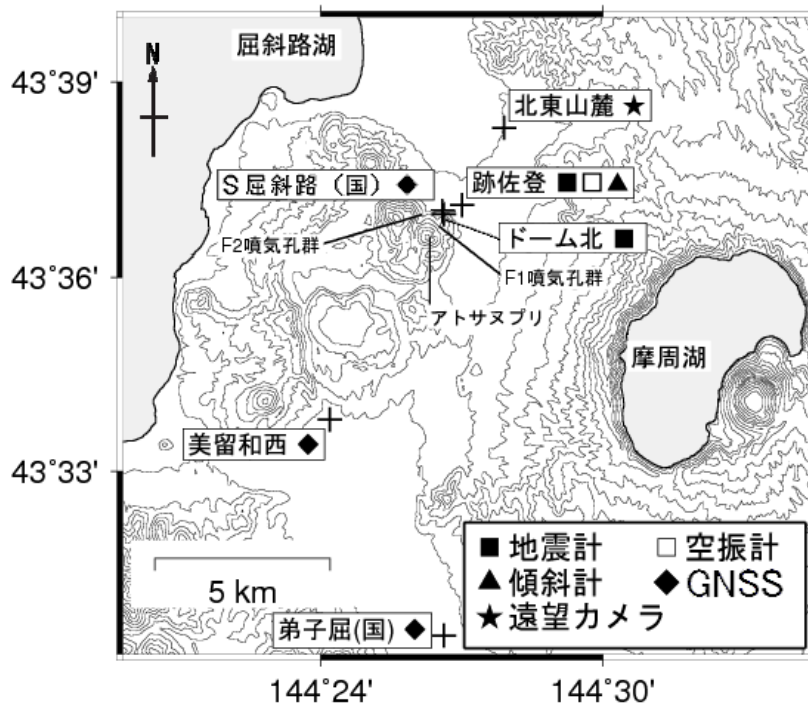 屈斜路湖
N
43˚39'
北東山麓 ★
S屈斜路（国） ◆
跡佐登 ■□▲
F2噴気孔群
ドーム北 ■
F1噴気孔群
43˚36'
アトサヌプリ
摩周湖
美留和西 ◆
43˚33'
■ 地震計 □ 空振計
▲ 傾斜計 ◆ GNSS
★ 遠望カメラ
5 km
弟子屈(国) ◆
144˚24'
144˚30'